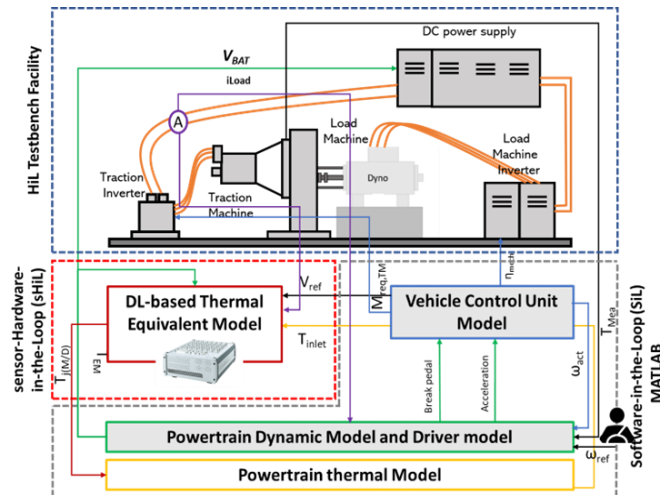 HiL Testbench Facility
V_BAT
iLoad
DC power supply
A
Load
Machine
Load
Machine
Inverter
Dyno
Traction
Inverter
Traction
Machine
sensor-Hardware-
in-the-Loop (sHiL)
DL-based Thermal
Equivalent Model
V_ref
M_req,TM
Vehicle Control Unit
Model
T_inlet
T_j(M/D)
EM
Break pedal
Acceleration
ω_act
T_Mea
Software-in-the-Loop (SiL)
MATLAB
Powertrain Dynamic Model and Driver model
ω_ref
Powertrain thermal Model